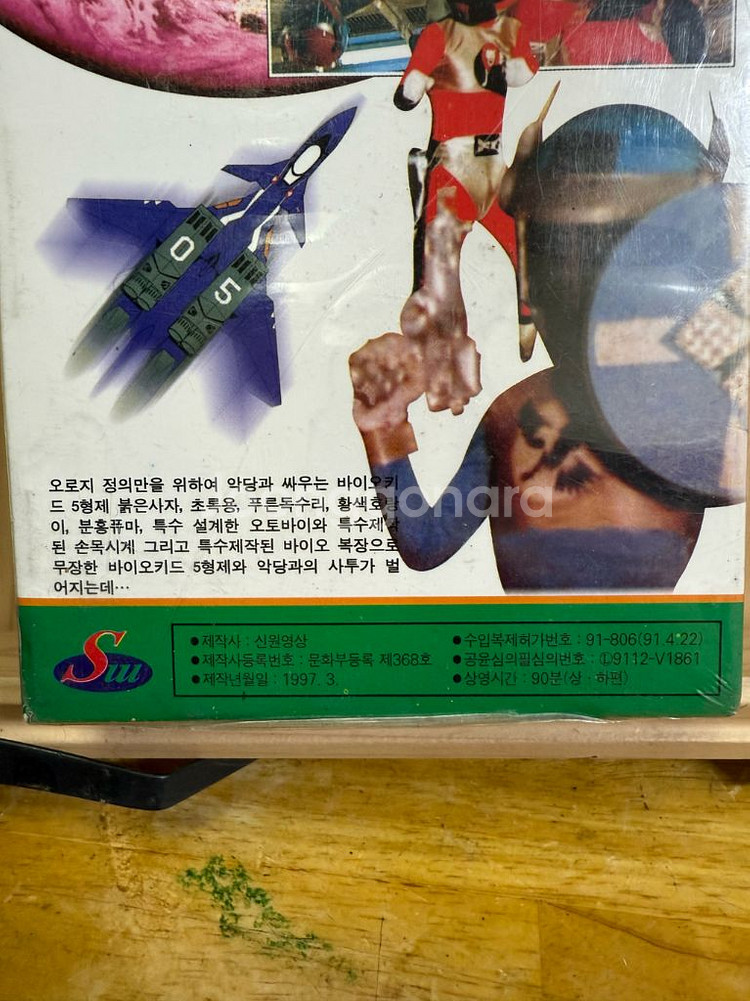 0
5
오로지 정의만을 위하여 악당과 싸우는 바이오키
드 5형제 붉은사자, 초록용, 푸른독수리, 황색호랑
이, 분홍퓨마, 특수 설계한 오토바이와 특수제작
된 손목시계 그리고 특수제작된 바이오 복장으로
무장한 바이오키드 5형제와 악당과의 사투가 벌
어지는데…
Sw
● 제작사 : 신원영상
● 제작사등록번호 : 문화부등록 제368호
● 제작년월일 : 1997. 3.
● 수입복제허가번호 : 91-806(91.4.22)
● 공윤심의필심의번호 : ①9112-V1861
● 상영시간 : 90분(상·하편)